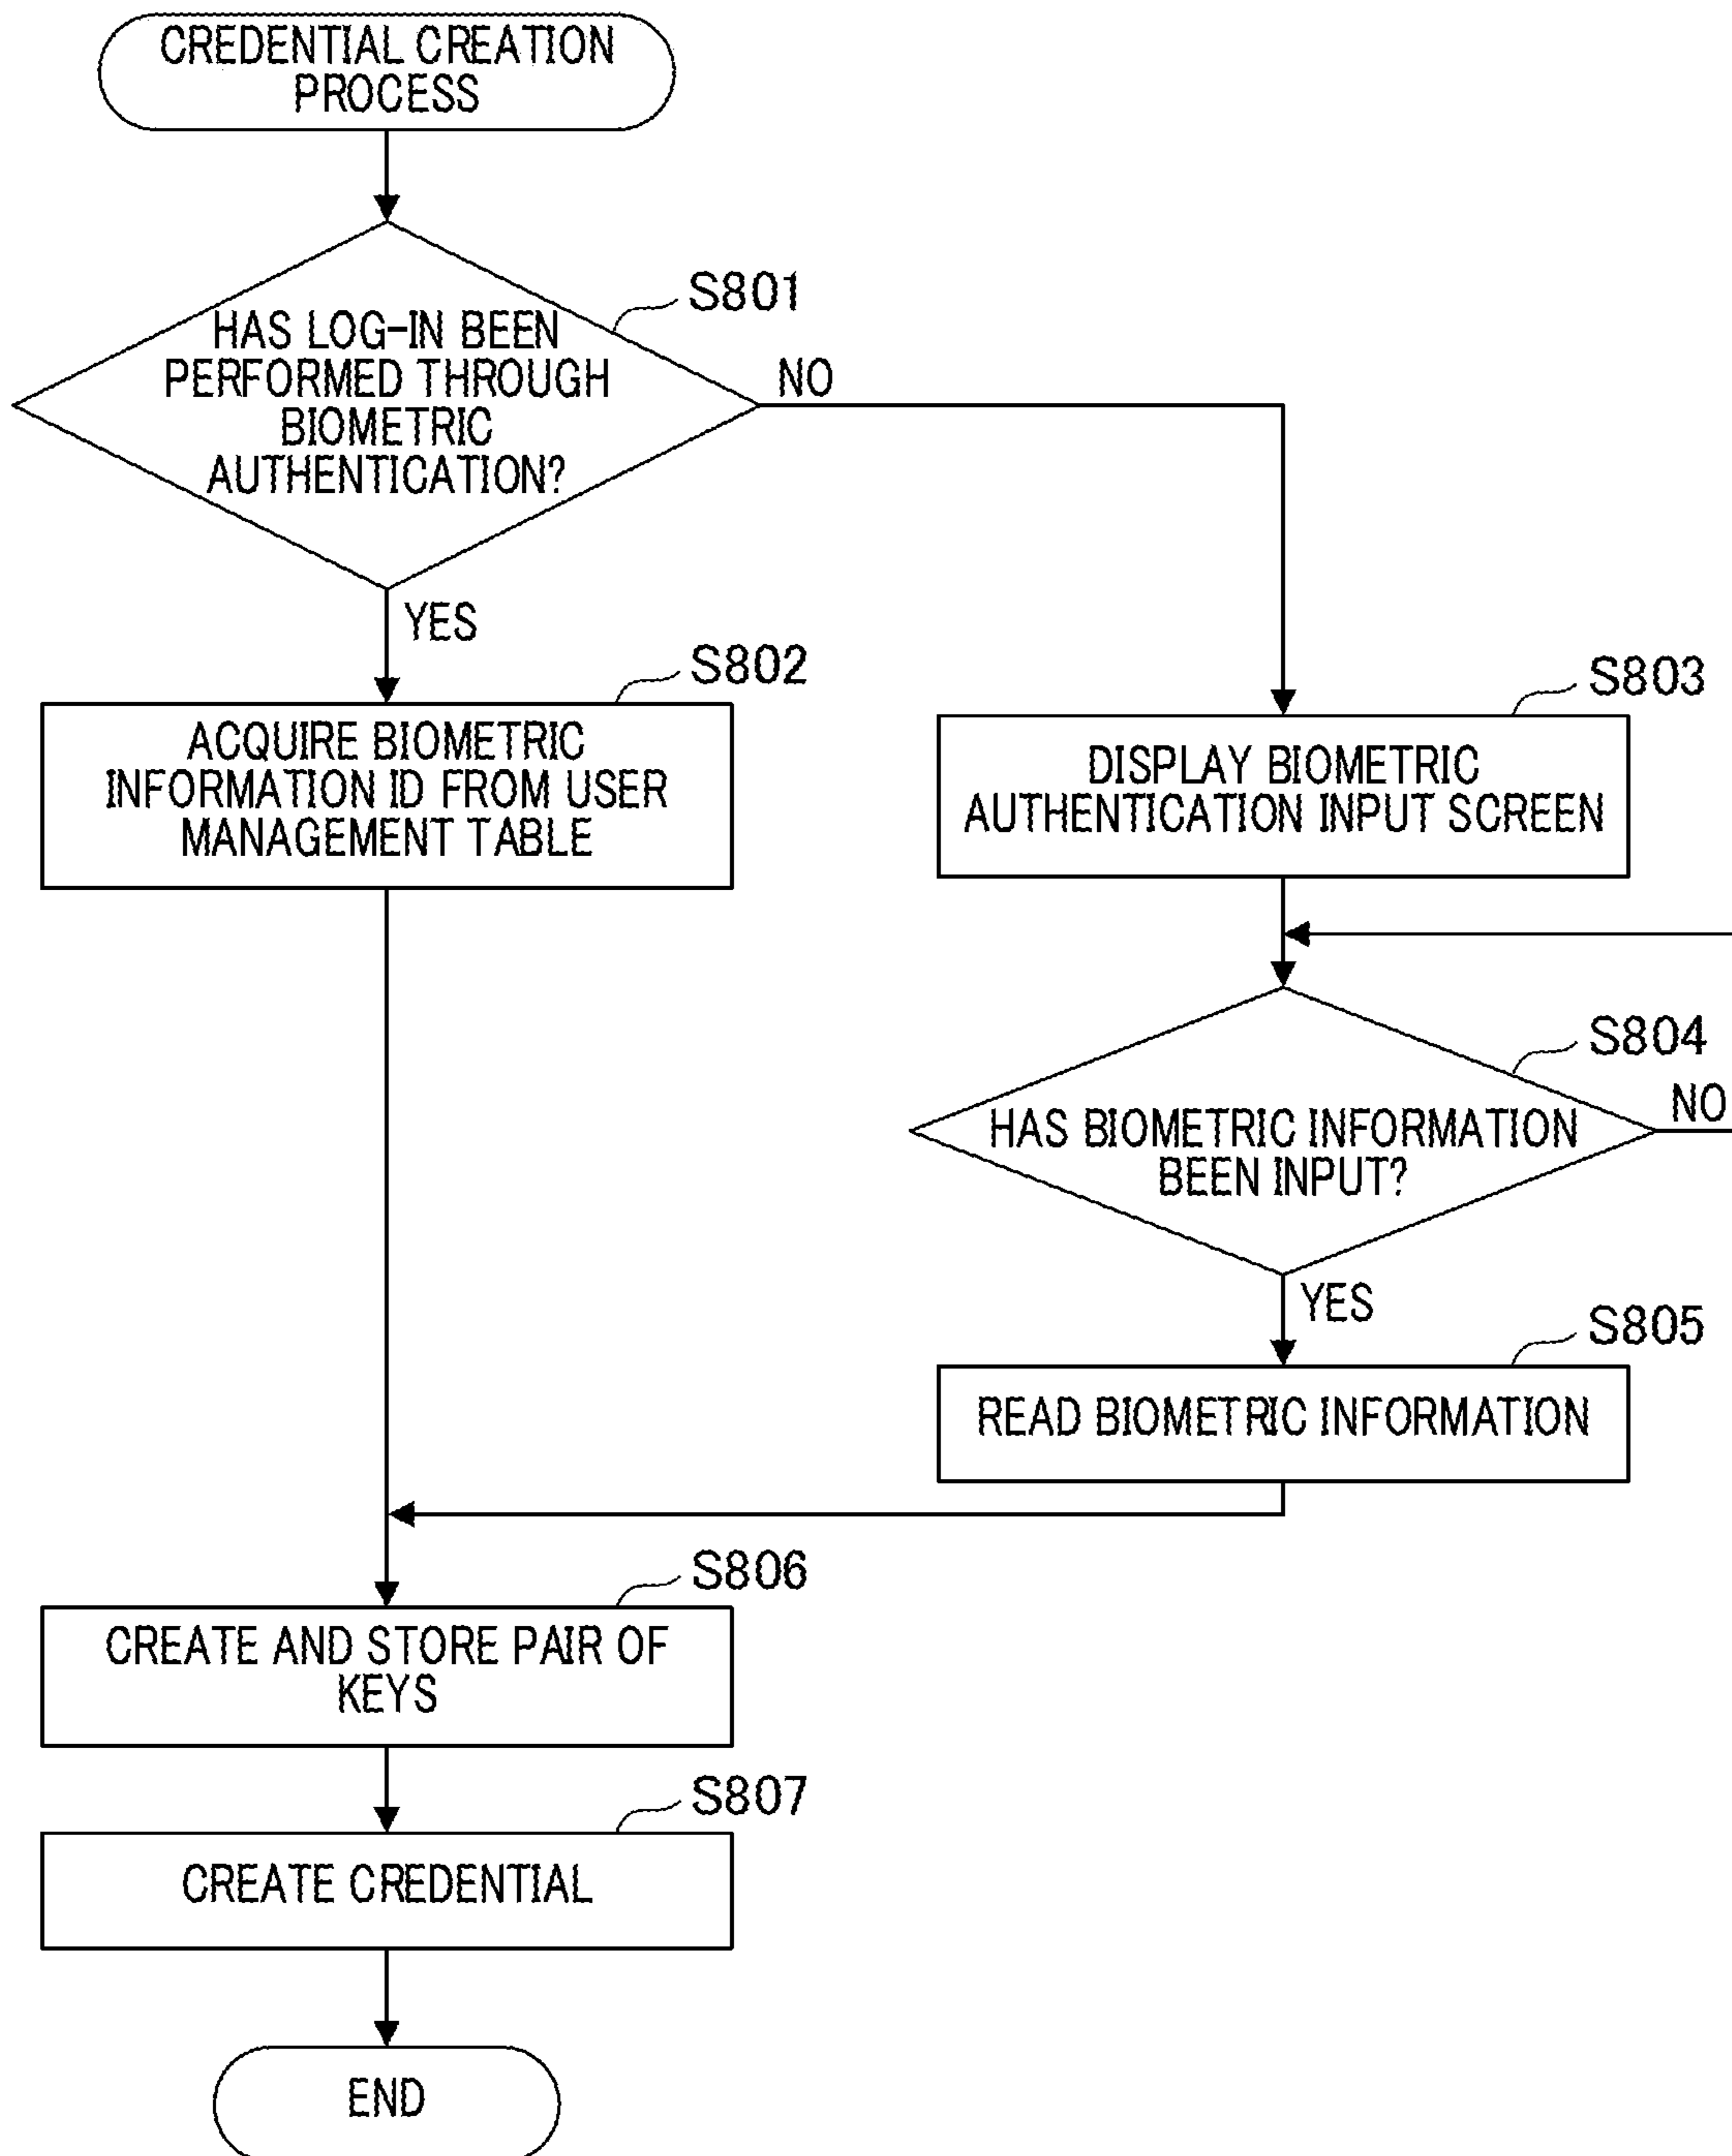 CREDENTIAL CREATION
PROCESS
S801
HAS LOG-IN BEEN
PERFORMED THROUGH
BIOMETRIC
AUTHENTICATION?
NO
YES
S802
ACQUIRE BIOMETRIC
INFORMATION ID FROM USER
MANAGEMENT TABLE
S803
DISPLAY BIOMETRIC
AUTHENTICATION INPUT SCREEN
S804
HAS BIOMETRIC INFORMATION
BEEN INPUT?
NO
YES
S805
READ BIOMETRIC INFORMATION
S806
CREATE AND STORE PAIR OF
KEYS
S807
CREATE CREDENTIAL
END